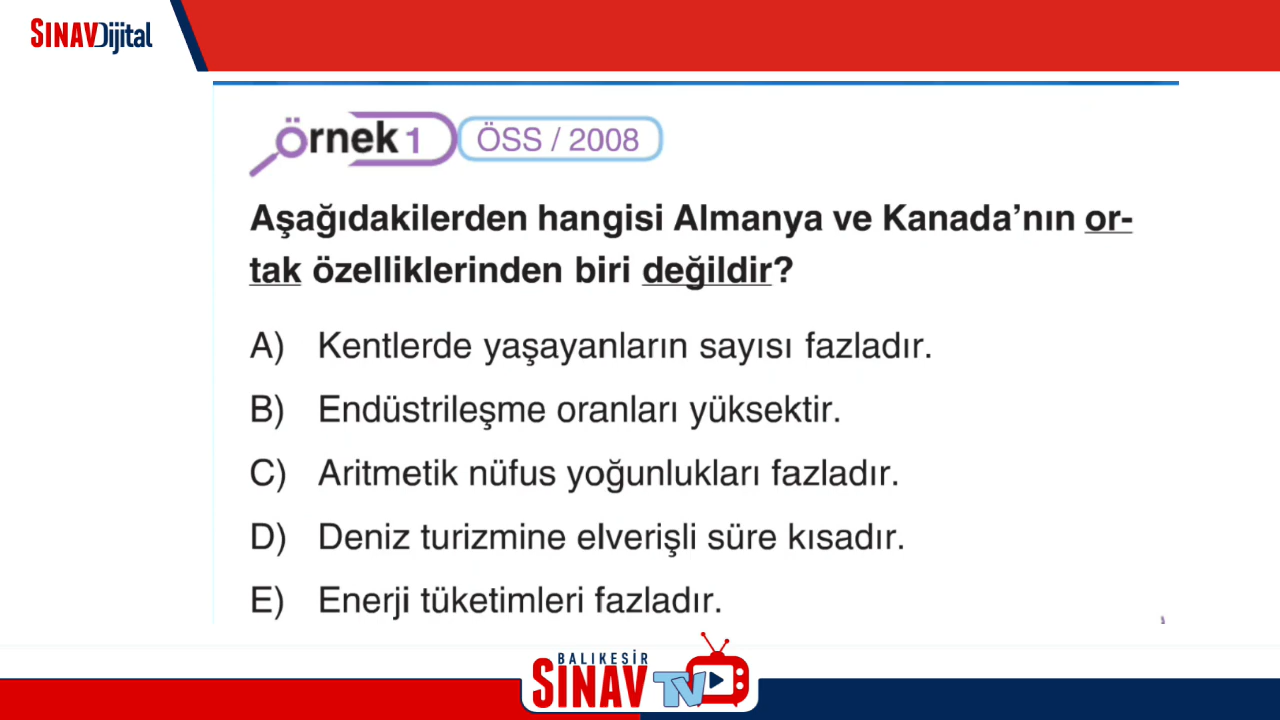 SINAVDijital
örnek 1 ÖSS / 2008
Aşağıdakilerden hangisi Almanya ve Kanada’nın or-
tak özelliklerinden biri değildir?
A) Kentlerde yaşayanların sayısı fazladır.
B) Endüstrileşme oranları yüksektir.
C) Aritmetik nüfus yoğunlukları fazladır.
D) Deniz turizmine elverişli süre kısadır.
E) Enerji tüketimleri fazladır.
BALIKESİR
SINAV TV